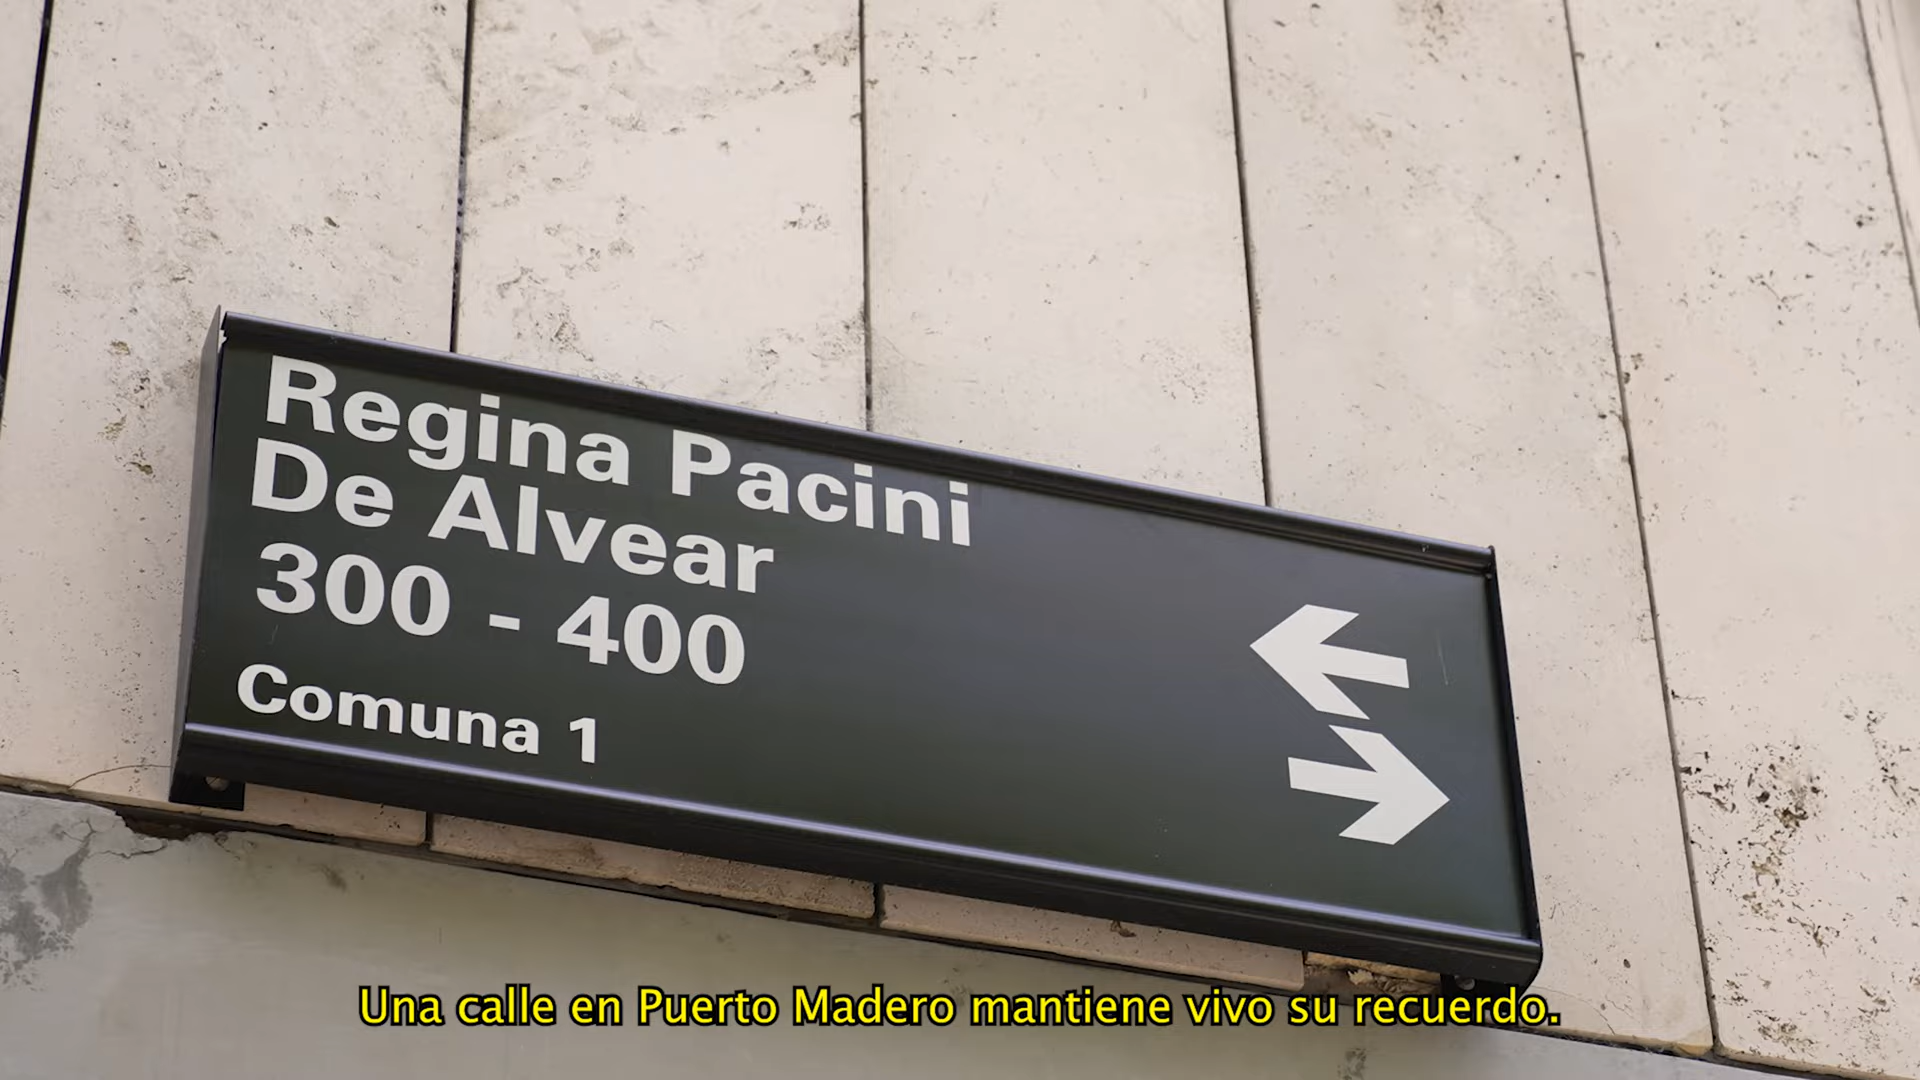 Regina Pacini
De Alvear
300 - 400
Comuna 1
Una calle en Puerto Madero mantiene vivo su recuerdo.